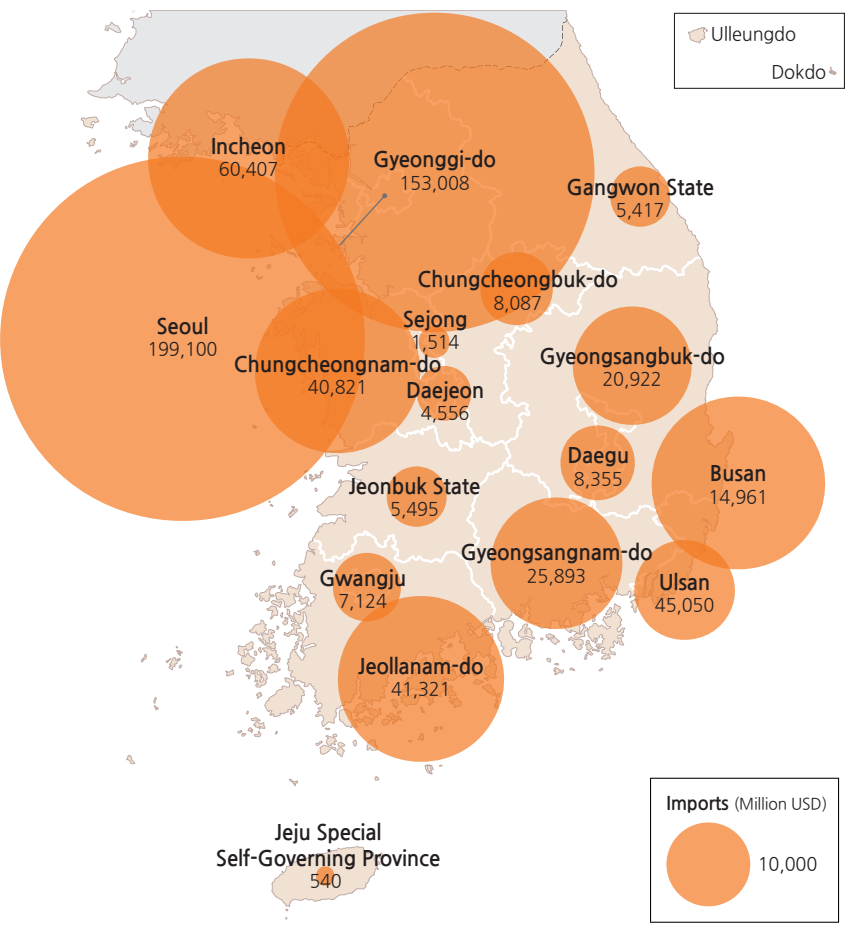 Ulleungdo
Dokdo
Incheon
60,407
Gyeonggi-do
153,008
Gangwon State
5,417
Chungcheongbuk-do
8,087
Seoul
199,100
Sejong
1,514
Chungcheongnam-do
40,821
Gyeongsangbuk-do
20,922
Daejeon
4,556
Daegu
8,355
Busan
14,961
Jeonbuk State
5,495
Gyeongsangnam-do
25,893
Gwangju
7,124
Ulsan
45,050
Jeollanam-do
41,321
Jeju Special
Self-Governing Province
540
Imports (Million USD)
10,000